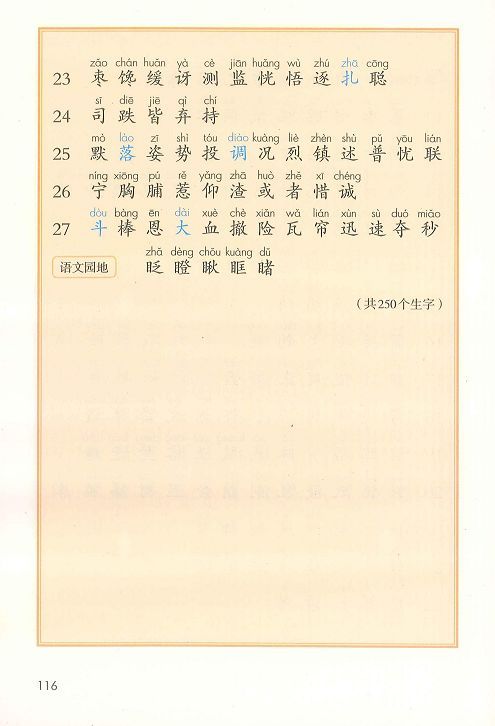 zǎo chán huǎn yà cè jiān huǎng wù zhú zhā cōng
23 枣 馋 缓 讶 测 监 恍 悟 逐 扎 聪
sī diē jiē qì chí
24 司 跌 皆 弃 持
mò lào zī shì tóu diào kuàng liè zhèn shù pǔ yōu lián
25 默 落 姿 势 投 调 况 烈 镇 述 普 忧 联
níng xiōng pú rě yǎng zhā huò zhě xī chéng
26 宁 胸 脯 惹 仰 渣 或 者 惜 诚
dòu bàng ēn dài xuè chè xiǎn wǎ lián xùn sù duó miǎo
27 斗 棒 恩 大 血 撤 险 瓦 帘 迅 速 夺 秒
zhǎ dèng chǒu kuàng dǔ
语文园地 眨 瞪 瞅 眶 睹
（共250个生字）
116